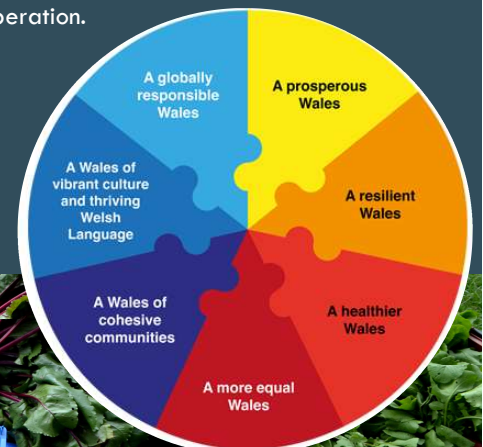 A globally
responsible
Wales
A prosperous
Wales
A resilient
Wales
A healthier
Wales
A more equal
Wales
A Wales of
cohesive
communities
A Wales of
vibrant culture
and thriving
Welsh
Language